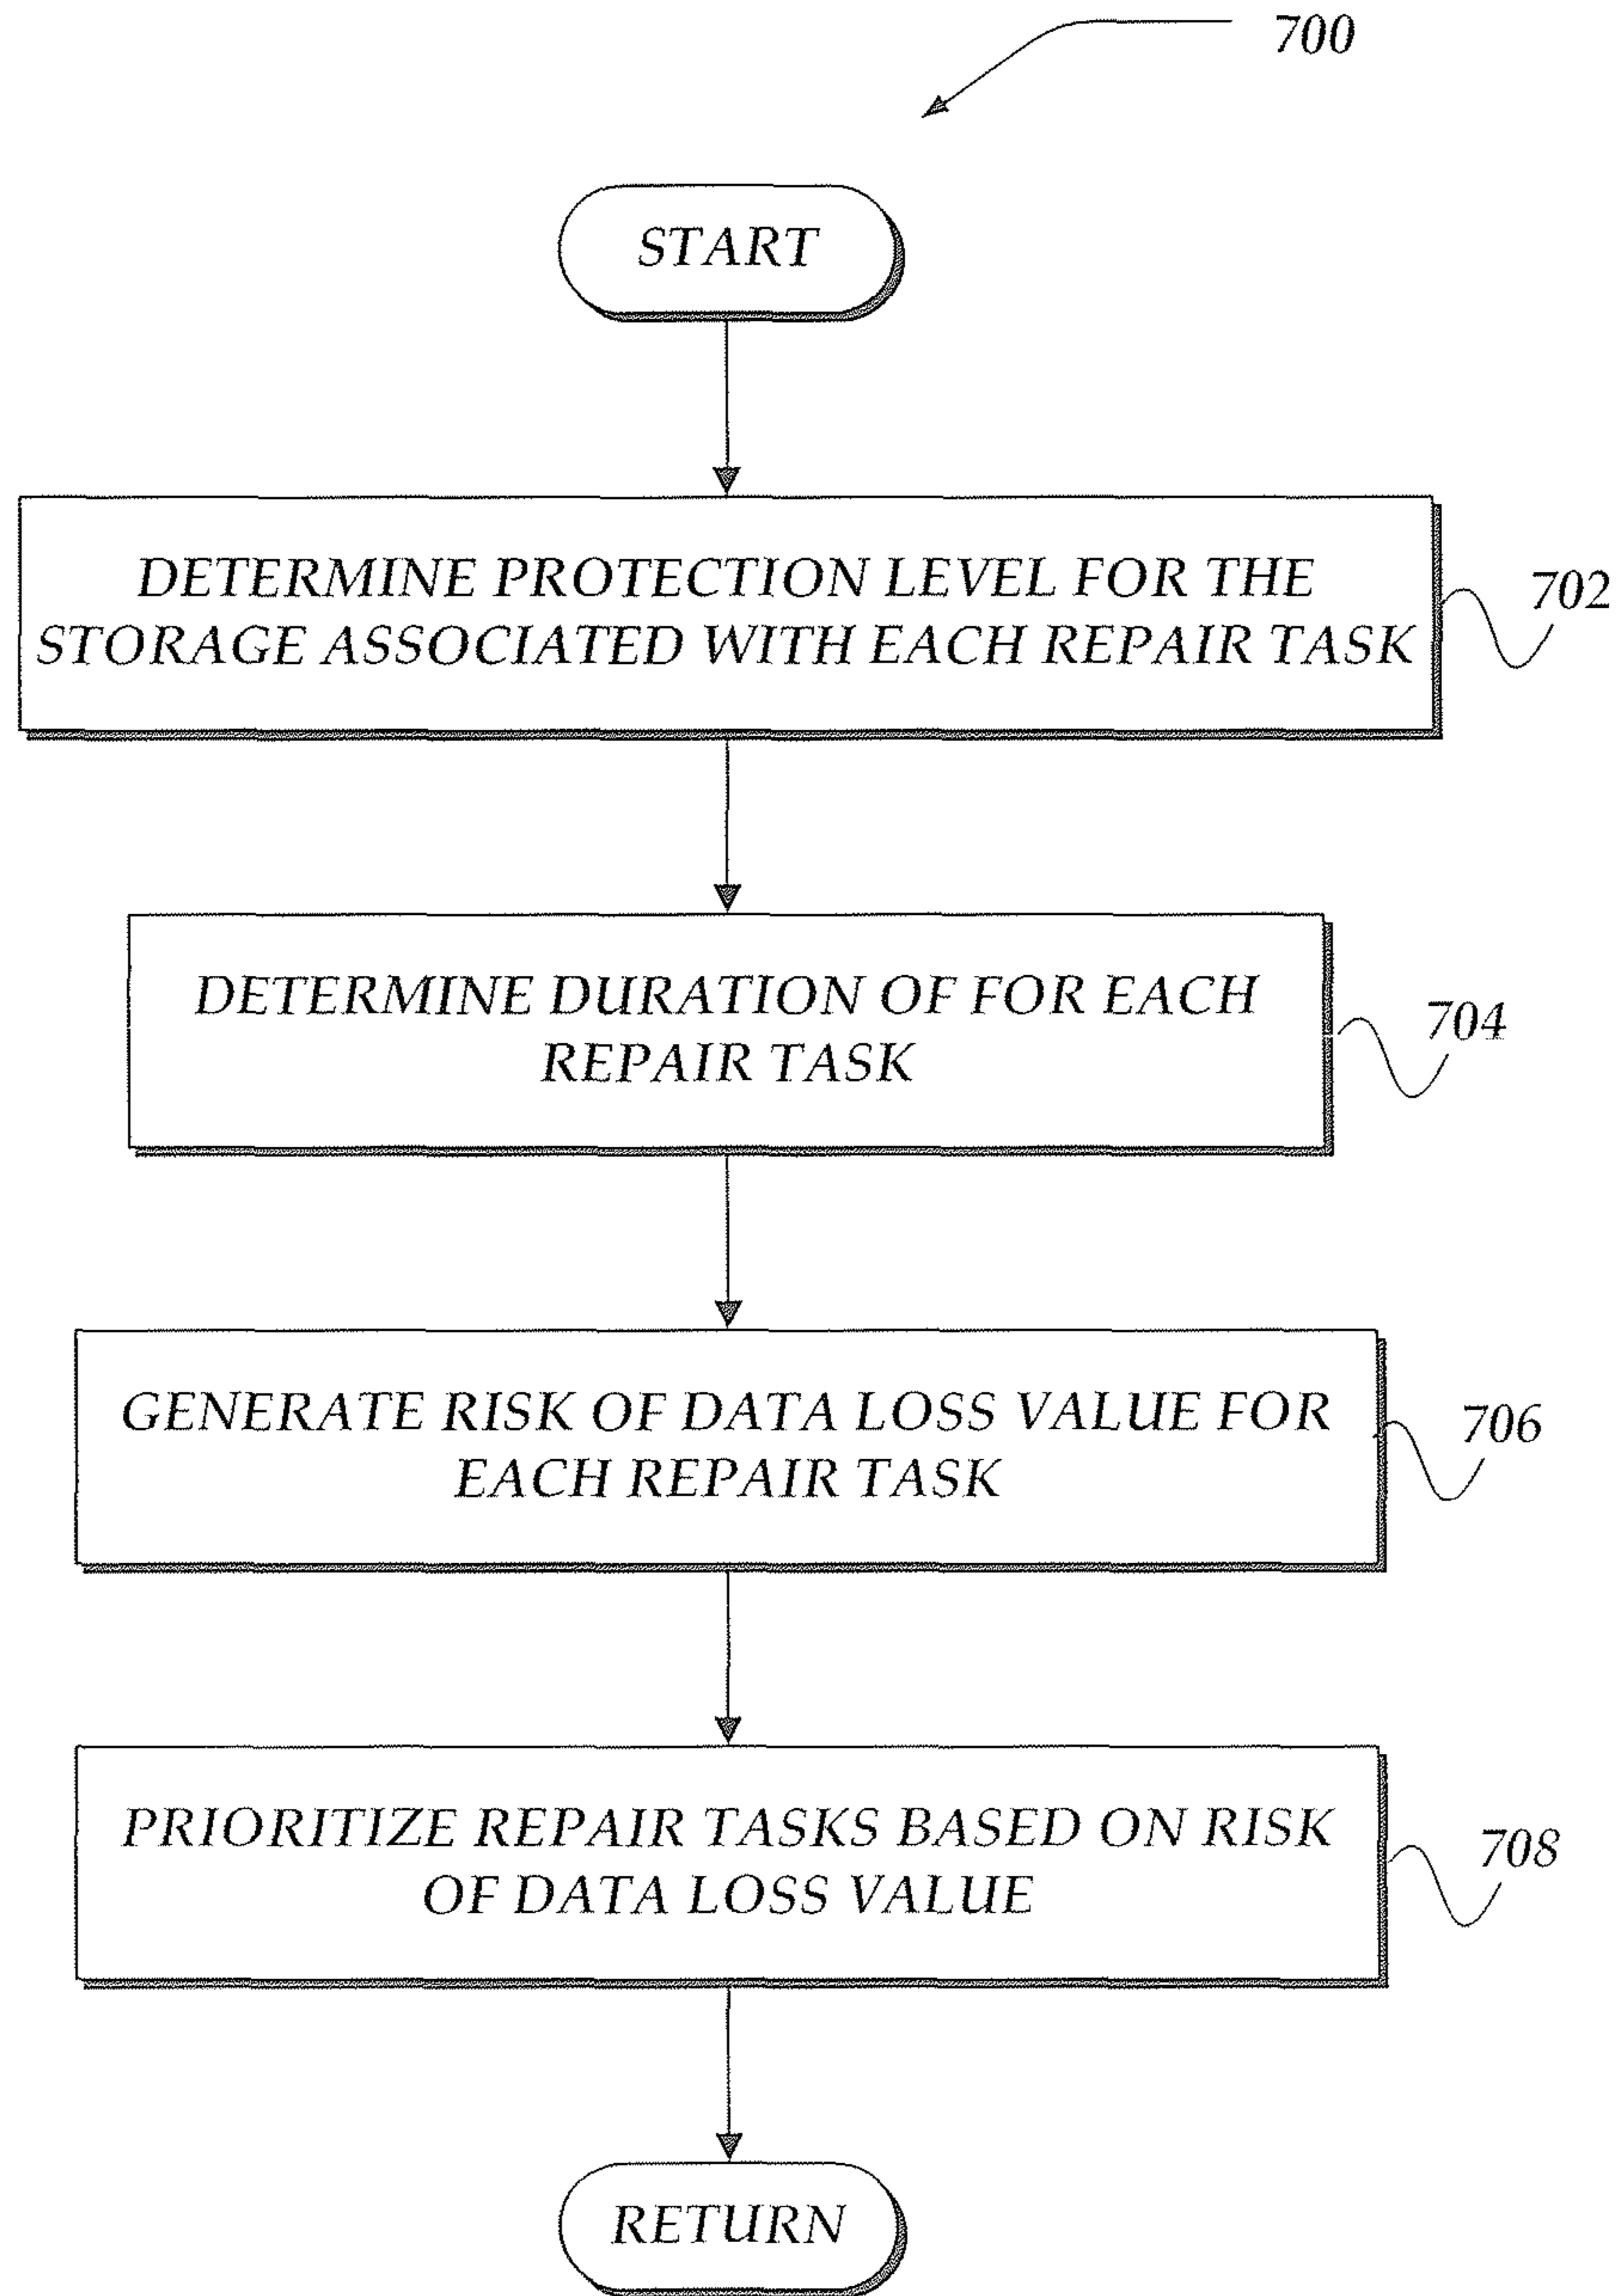 700
START
DETERMINE PROTECTION LEVEL FOR THE
STORAGE ASSOCIATED WITH EACH REPAIR TASK
702
DETERMINE DURATION OF FOR EACH
REPAIR TASK
704
GENERATE RISK OF DATA LOSS VALUE FOR
EACH REPAIR TASK
706
PRIORITIZE REPAIR TASKS BASED ON RISK
OF DATA LOSS VALUE
708
RETURN